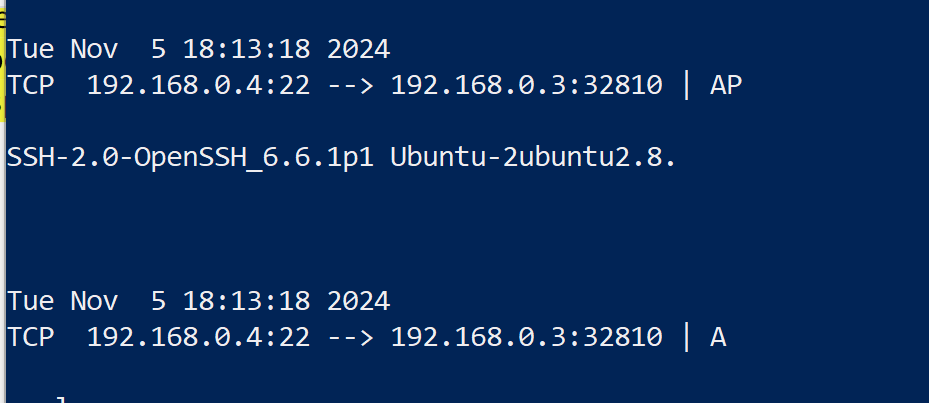 Tue Nov  5 18:13:18 2024
TCP  192.168.0.4:22 --> 192.168.0.3:32810 | AP
SSH-2.0-OpenSSH_6.6.1p1 Ubuntu-2ubuntu2.8.
Tue Nov  5 18:13:18 2024
TCP  192.168.0.4:22 --> 192.168.0.3:32810 | A